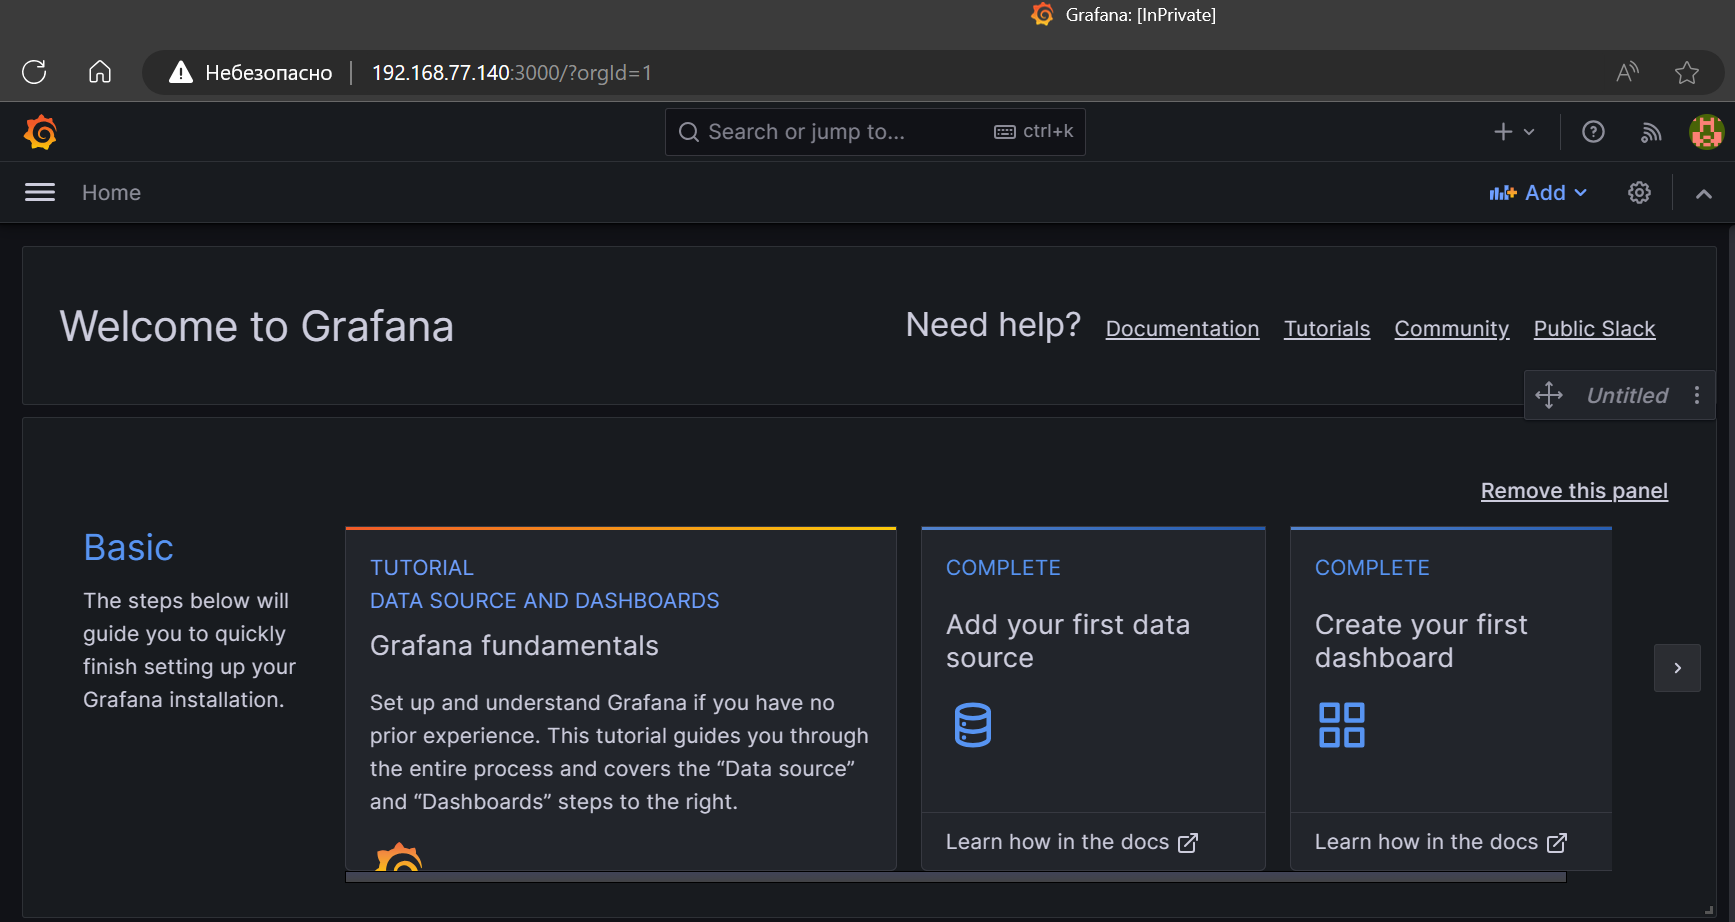 Grafana: [InPrivate]
Небезопасно 192.168.77.140:3000/?orgId=1
Search or jump to... ctrl+k
Home
Add
Welcome to Grafana
Need help? Documentation Tutorials Community Public Slack
Untitled
Remove this panel
Basic
The steps below will
guide you to quickly
finish setting up your
Grafana installation.
TUTORIAL
DATA SOURCE AND DASHBOARDS
Grafana fundamentals
Set up and understand Grafana if you have no
prior experience. This tutorial guides you through
the entire process and covers the “Data source”
and “Dashboards” steps to the right.
COMPLETE
Add your first data
source
Learn how in the docs
COMPLETE
Create your first
dashboard
Learn how in the docs